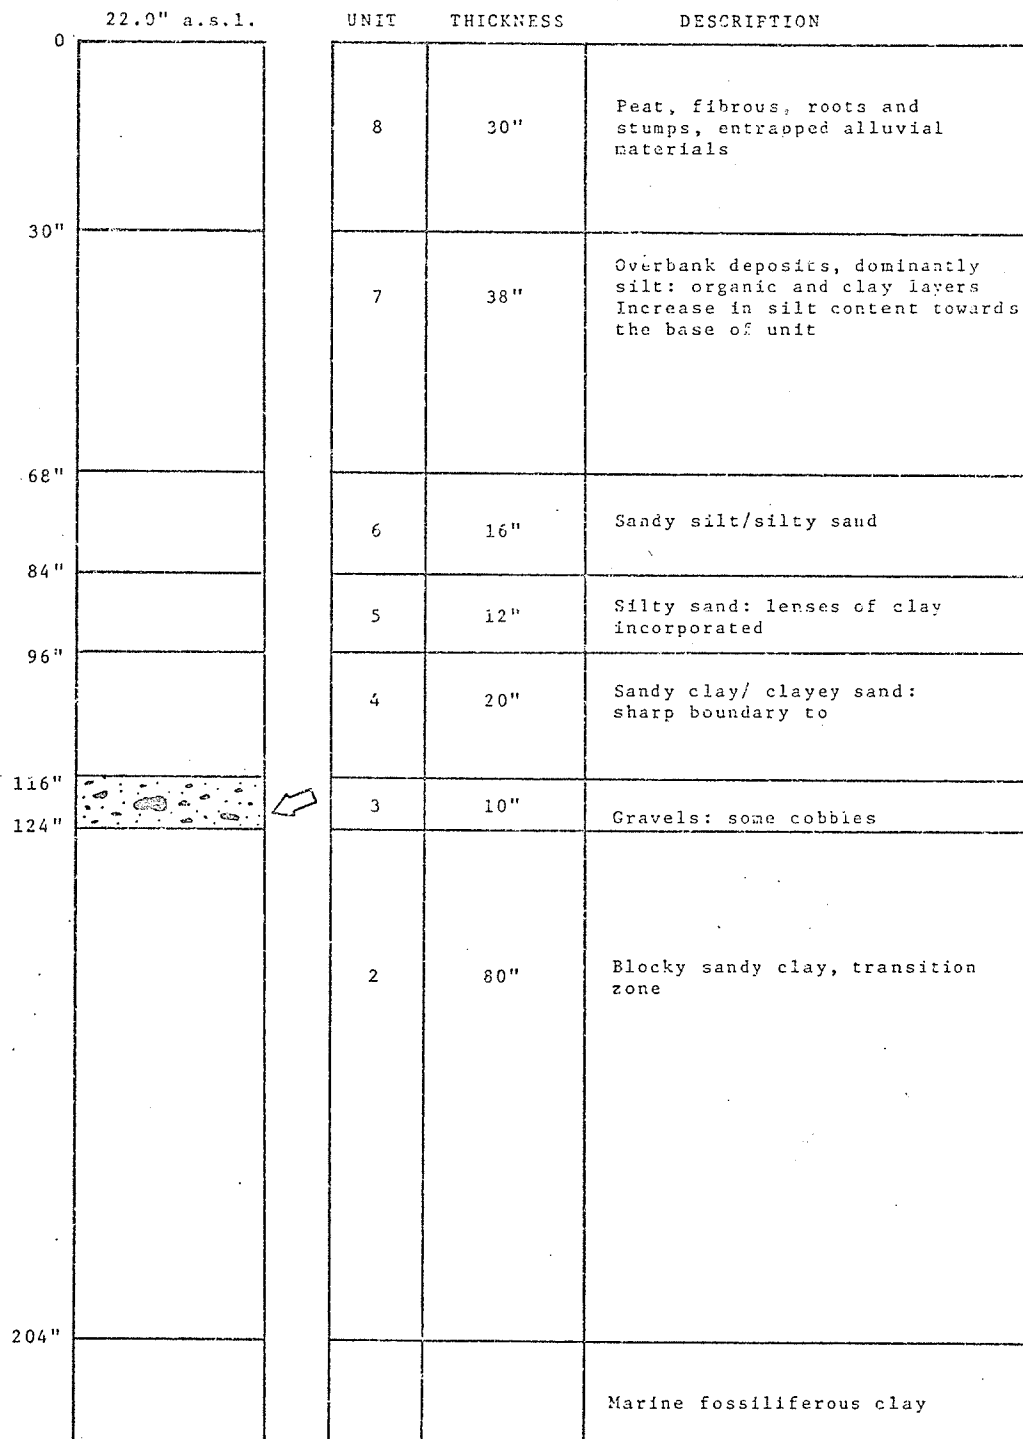 22.0" a.s.l. UNIT THICKNESS DESCRIPTION
0
8 30" Peat, fibrous, roots and
stumps, entrapped alluvial
materials
30"
7 38" Overbank deposits, dominantly
silt: organic and clay layers
Increase in silt content towards
the base of unit
68"
6 16" Sandy silt/silty sand
84"
5 12" Silty sand: lenses of clay
incorporated
96"
4 20" Sandy clay/ clayey sand:
sharp boundary to
116"
3 10" Gravels: some cobbles
124"
2 80" Blocky sandy clay, transition
zone
204"
Marine fossiliferous clay